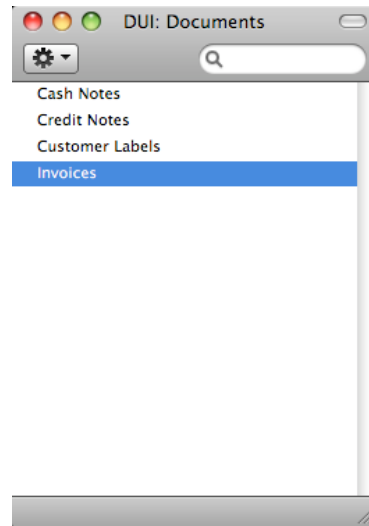 DUI: Documents
Cash Notes
Credit Notes
Customer Labels
Invoices